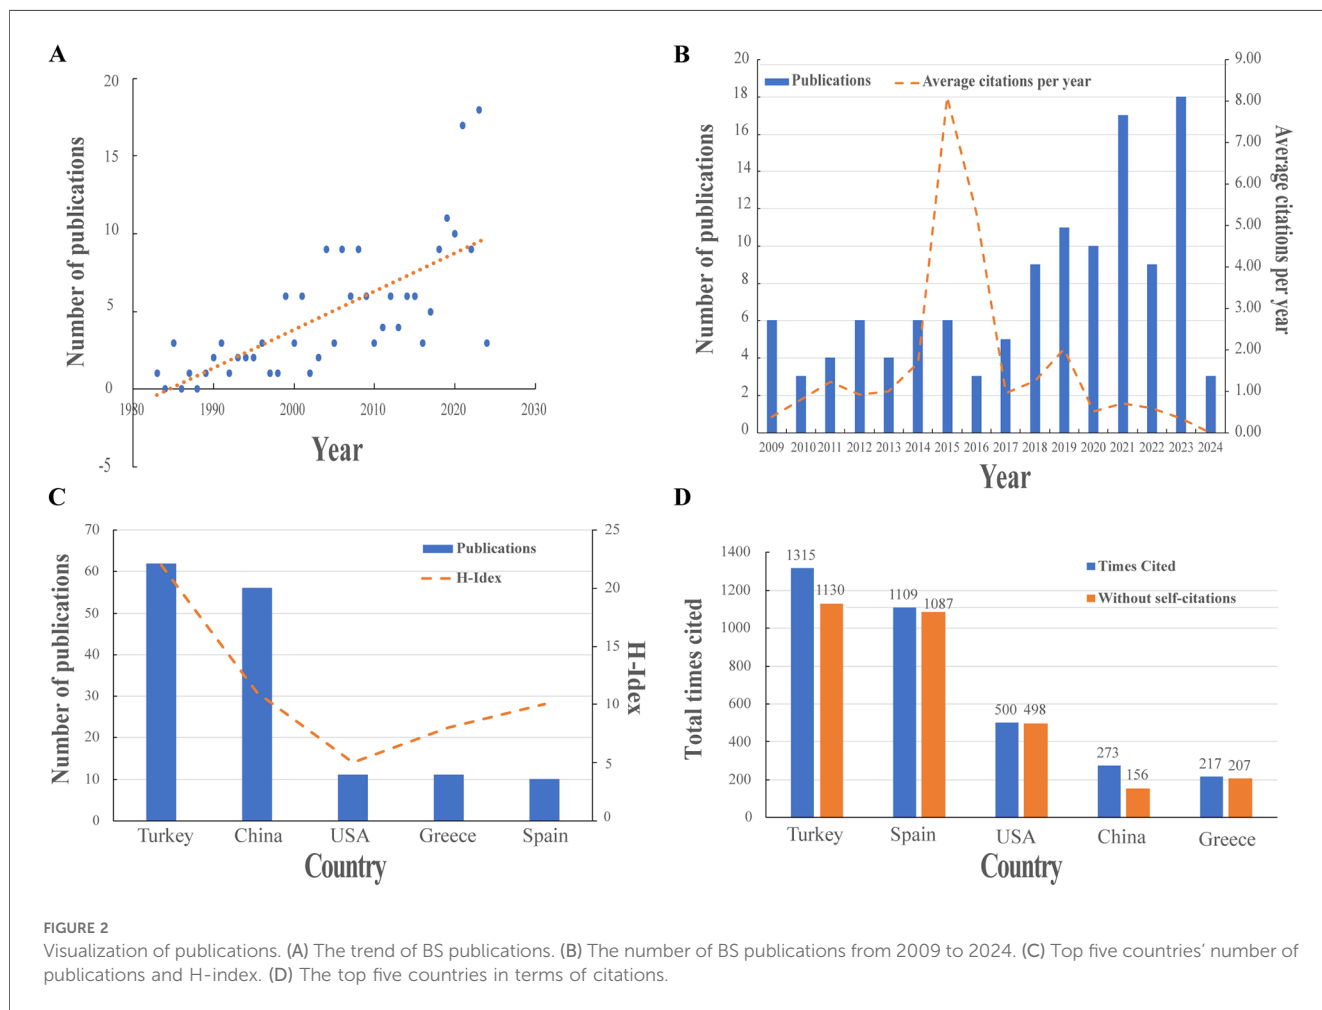 A
20
15
10
5
0
-5
1980
1990
2000
2010
2020
2030
Number of publications
Year
B
20
18
16
14
12
10
8
6
4
2
0
9.00
8.00
7.00
6.00
5.00
4.00
3.00
2.00
1.00
0.00
Publications
Average citations per year
Number of publications
Average citations per year
2009 2010 2011 2012 2013 2014 2015 2016 2017 2018 2019 2020 2021 2022 2023 2024
Year
C
70
60
50
40
30
20
10
0
25
20
15
10
5
0
Publications
H-Idex
Number of publications
H-Idex
Turkey China USA Greece Spain
Country
D
1400
1200
1000
800
600
400
200
0
Times Cited
Without self-citations
1315
1130
1109
1087
500
498
273
156
217
207
Total times cited
Turkey Spain USA China Greece
Country
FIGURE 2
Visualization of publications. (A) The trend of BS publications. (B) The number of BS publications from 2009 to 2024. (C) Top five countries’ number of
publications and H-index. (D) The top five countries in terms of citations.